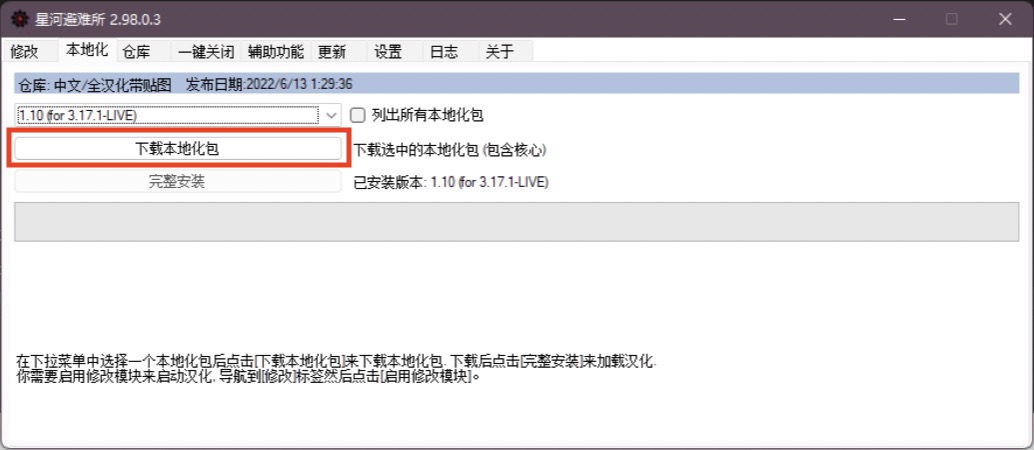 星河避难所 2.98.0.3
修改 本地化 仓库 一键关闭 辅助功能 更新 设置 日志 关于
仓库: 中文/全汉化带贴图 发布日期:2022/6/13 1:29:36
1.10 (for 3.17.1-LIVE) 列出所有本地化包
下载本地化包 下载选中的本地化包 (包含核心)
完整安装 已安装版本: 1.10 (for 3.17.1-LIVE)
在下拉菜单中选择一个本地化包后点击[下载本地化包]来下载本地化包. 下载后点击[完整安装]来加载汉化.
你需要启用修改模块来启动汉化, 导航到[修改]标签然后点击[启用修改模块]。